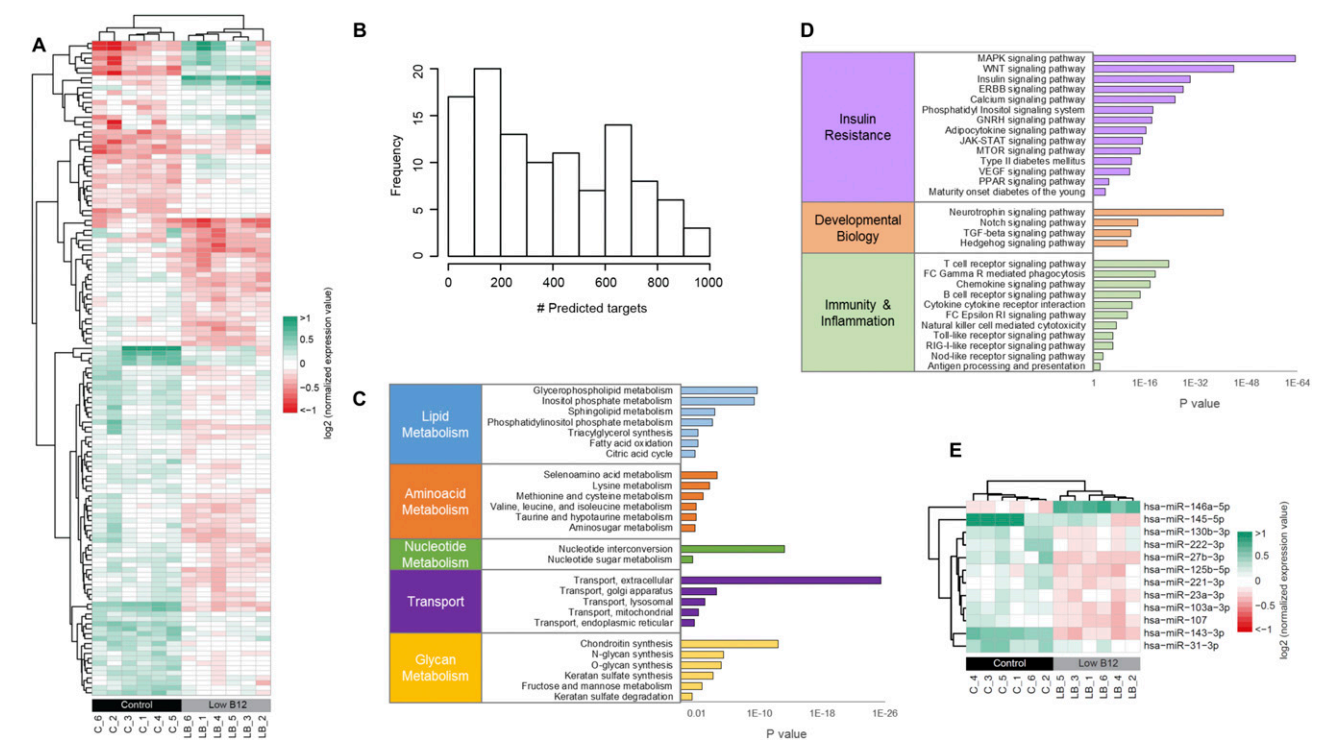 A
>1
0.5
0
−0.5
<−1
log2 (normalized expression value)
Control
Low B12
C_6
C_2
C_3
C_1
C_4
C_5
LB_6
LB_1
LB_4
LB_5
LB_3
LB_2
B
Frequency
20
15
10
5
0
0
200
400
600
800
1000
# Predicted targets
C
Lipid
Metabolism
Glycerophospholipid metabolism
Inositol phosphate metabolism
Sphingolipid metabolism
Phosphatidylinositol phosphate metabolism
Triacylglycerol synthesis
Fatty acid oxidation
Citric acid cycle
Aminoacid
Metabolism
Selenoamino acid metabolism
Lysine metabolism
Methionine and cysteine metabolism
Valine, leucine, and isoleucine metabolism
Taurine and hypotaurine metabolism
Aminosugar metabolism
Nucleotide
Metabolism
Nucleotide interconversion
Nucleotide sugar metabolism
Transport
Transport, extracellular
Transport, golgi apparatus
Transport, lysosomal
Transport, mitochondrial
Transport, endoplasmic reticular
Glycan
Metabolism
Chondroitin synthesis
N-glycan synthesis
O-glycan synthesis
Keratan sulfate synthesis
Fructose and mannose metabolism
Keratan sulfate degradation
0.01
1E-10
1E-18
1E-26
P value
D
Insulin
Resistance
MAPK signaling pathway
WNT signaling pathway
Insulin signaling pathway
ERBB signaling pathway
Calcium signaling pathway
Phosphatidyl Inositol signaling system
GNRH signaling pathway
Adipocytokine signaling pathway
JAK-STAT signaling pathway
MTOR signaling pathway
Type II diabetes mellitus
VEGF signaling pathway
PPAR signaling pathway
Maturity onset diabetes of the young
Developmental
Biology
Neurotrophin signaling pathway
Notch signaling pathway
TGF-beta signaling pathway
Hedgehog signaling pathway
Immunity &
Inflammation
T cell receptor signaling pathway
FC Gamma R mediated phagocytosis
Chemokine signaling pathway
B cell receptor signaling pathway
Cytokine cytokine receptor interaction
FC Epsilon RI signaling pathway
Natural killer cell mediated cytotoxicity
Toll-like receptor signaling pathway
RIG-I-like receptor signaling pathway
Nod-like receptor signaling pathway
Antigen processing and presentation
1
1E-16
1E-32
1E-48
1E-64
P value
E
hsa−miR−146a−5p
hsa−miR−145−5p
hsa−miR−130b−3p
hsa−miR−222−3p
hsa−miR−27b−3p
hsa−miR−125b−5p
hsa−miR−221−3p
hsa−miR−23a−3p
hsa−miR−103a−3p
hsa−miR−107
hsa−miR−143−3p
hsa−miR−31−3p
>1
0.5
0
−0.5
<−1
log2 (normalized expression value)
Control
Low B12
C_4
C_3
C_5
C_1
C_6
C_2
LB_5
LB_3
LB_1
LB_6
LB_4
LB_2